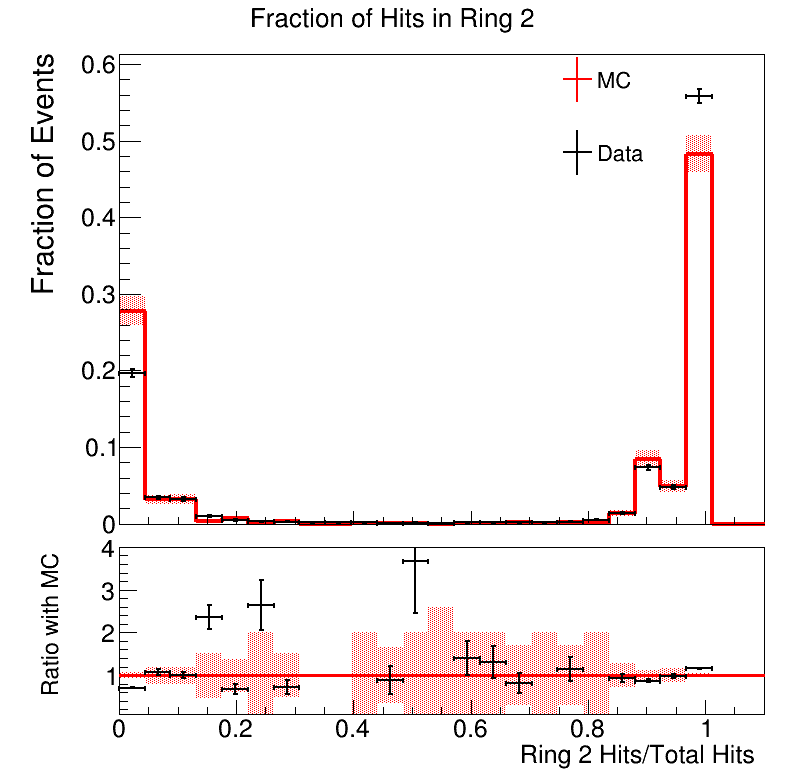 Fraction of Hits in Ring 2
Fraction of Events
0.6
0.5
0.4
0.3
0.2
0.1
0
MC
Data
Ratio with MC
4
3
2
1
0
0.2
0.4
0.6
0.8
1
Ring 2 Hits/Total Hits